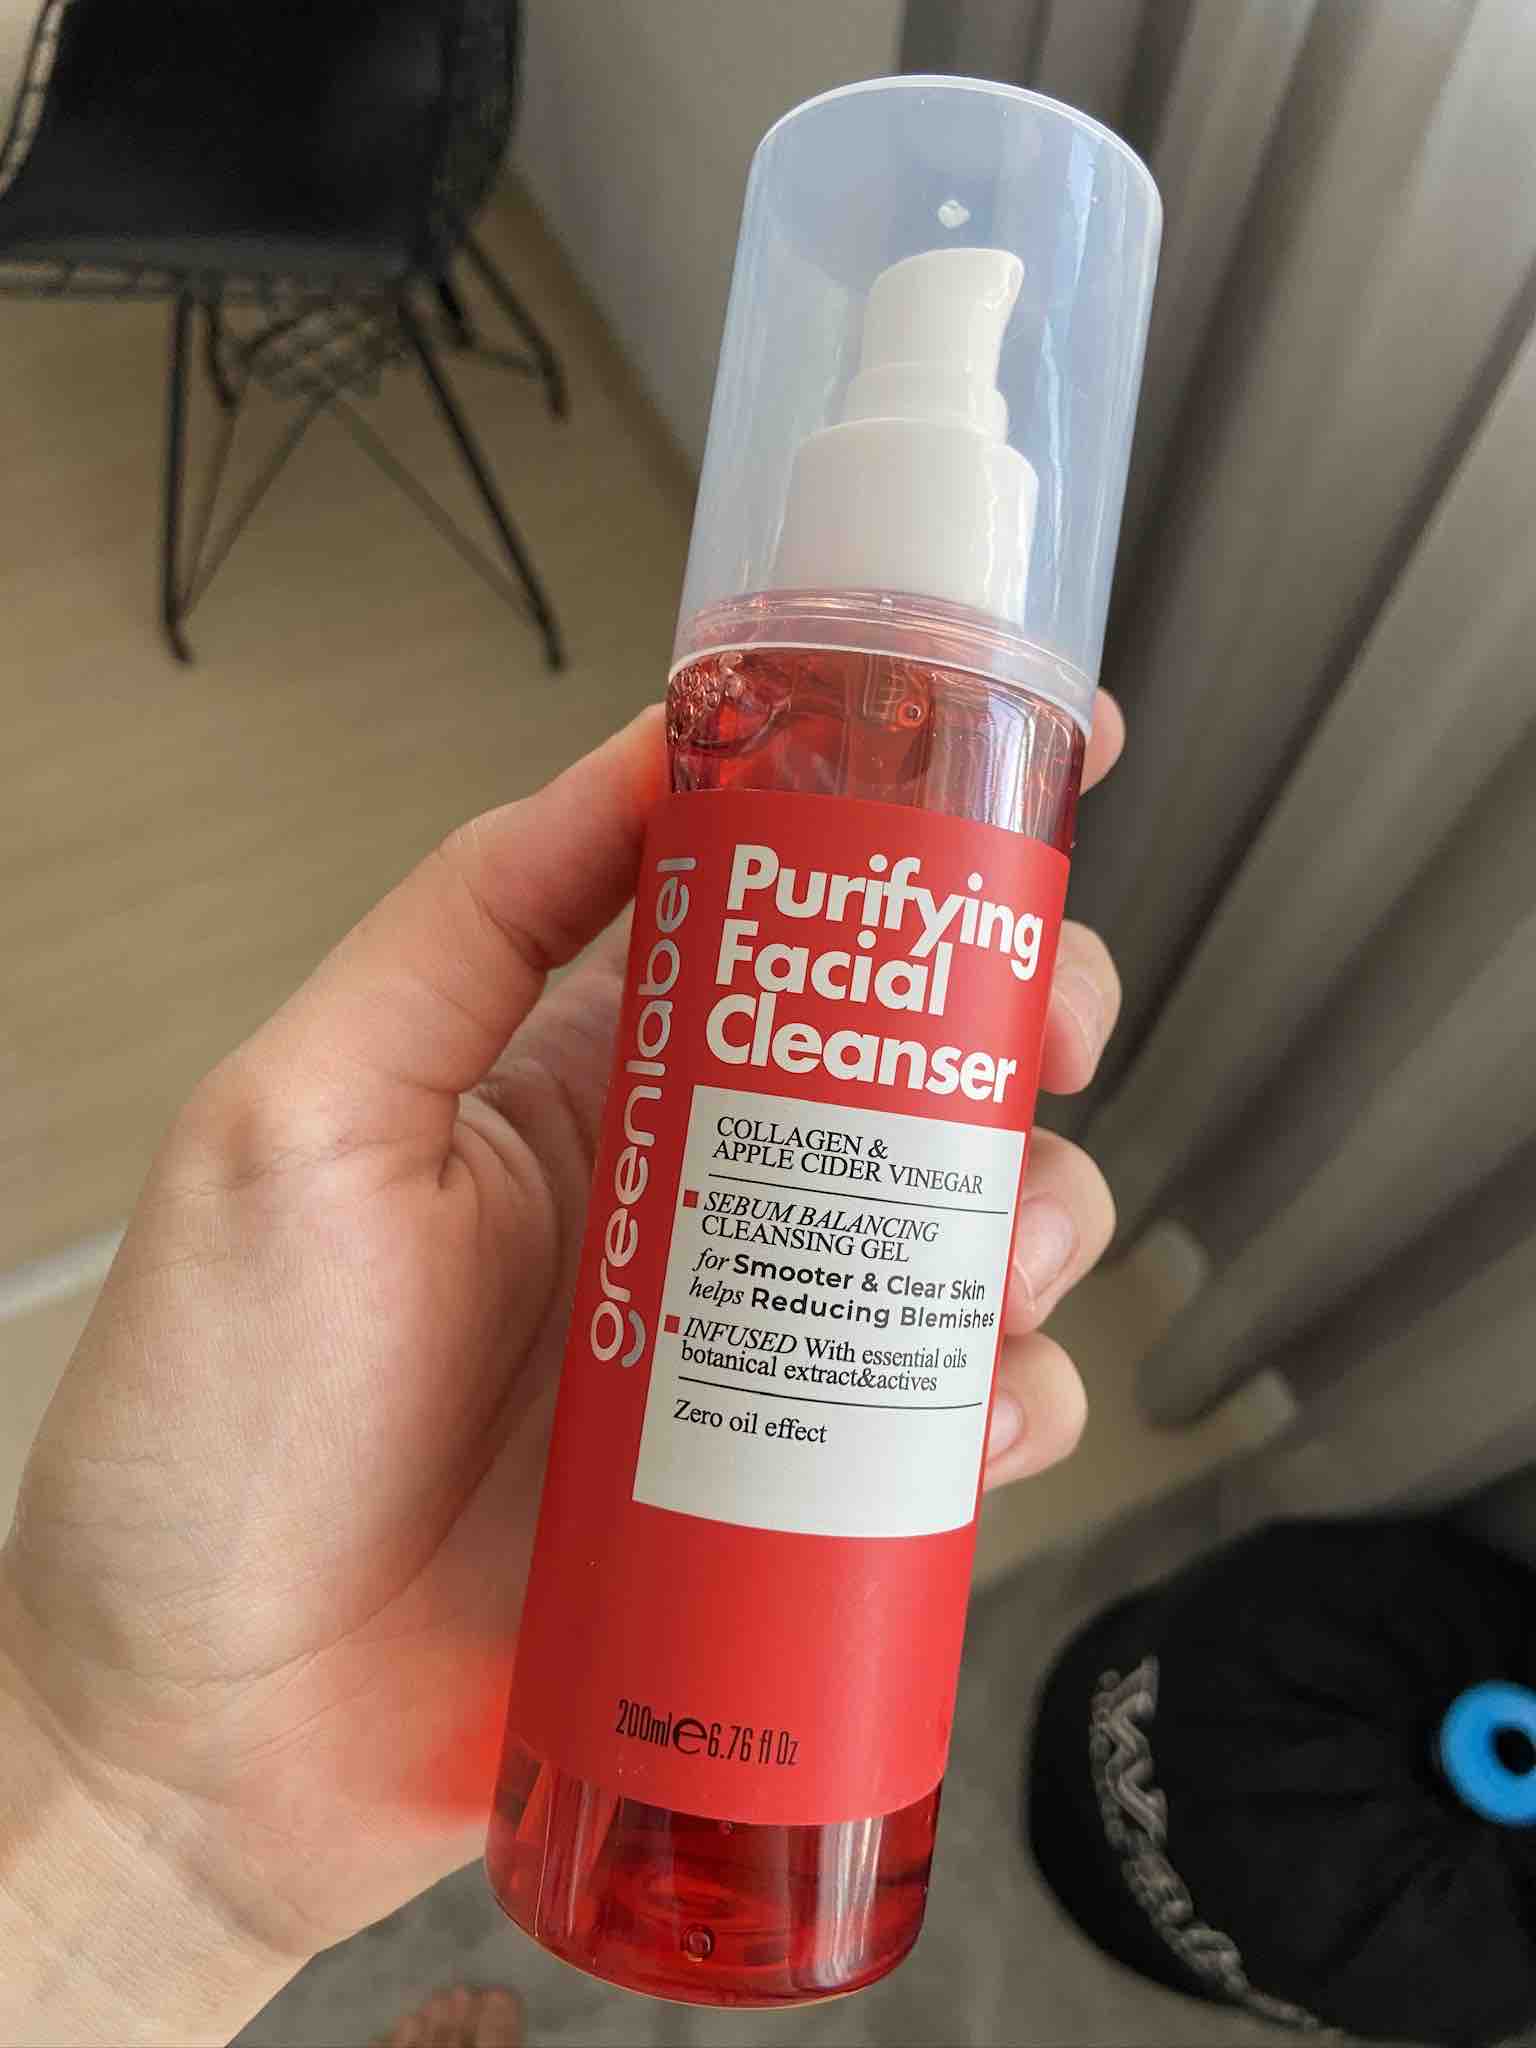 greenlabel
Purifying
Facial
Cleanser
COLLAGEN &
APPLE CIDER VINEGAR
SEBUM BALANCING
CLEANSING GEL
for Smoother & Clear Skin
helps Reducing Blemishes
INFUSED With essential oils
botanical extract&actives
Zero oil effect
200ml e 6.76 fl Oz